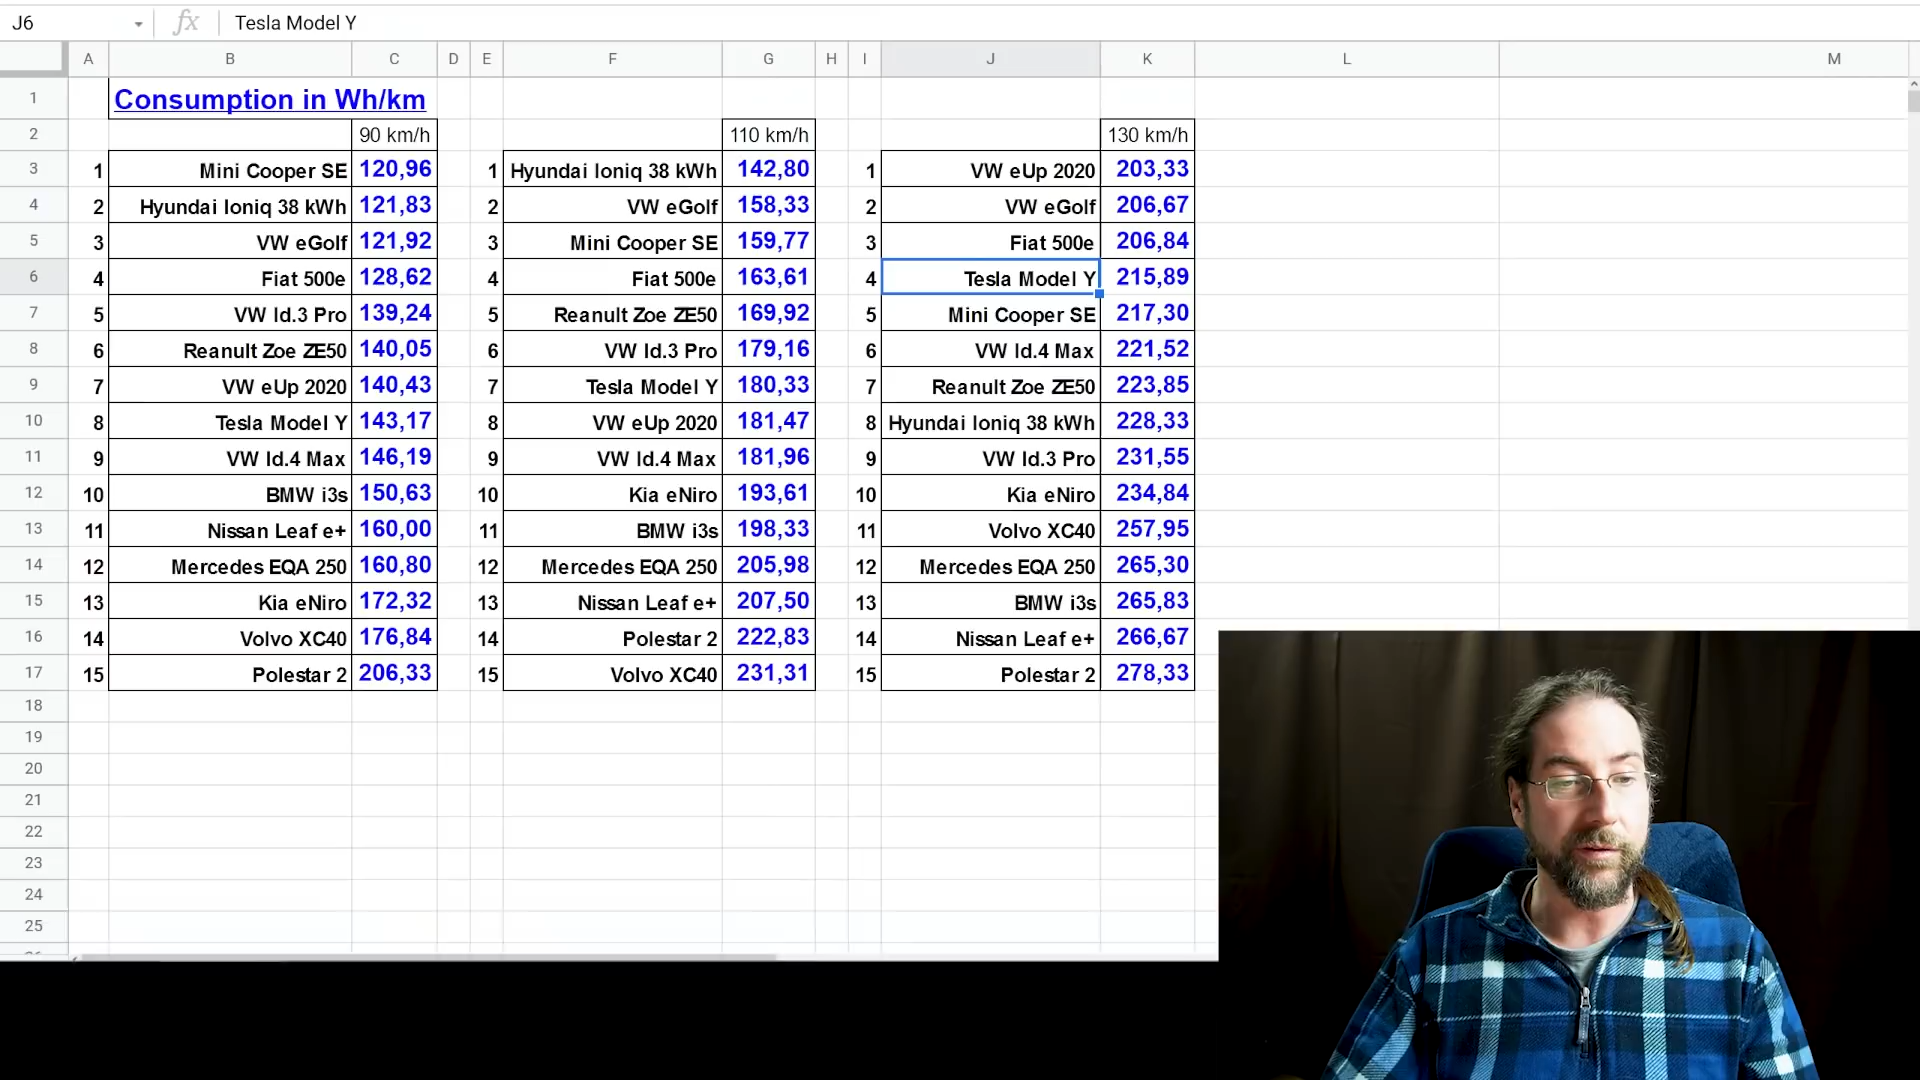 J6 fx Tesla Model Y
A B C D E F G H I J K L M
1 Consumption in Wh/km
2 90 km/h 110 km/h 130 km/h
3 1 Mini Cooper SE 120,96 1 Hyundai Ioniq 38 kWh 142,80 1 VW eUp 2020 203,33
4 2 Hyundai Ioniq 38 kWh 121,83 2 VW eGolf 158,33 2 VW eGolf 206,67
5 3 VW eGolf 121,92 3 Mini Cooper SE 159,77 3 Fiat 500e 206,84
6 4 Fiat 500e 128,62 4 Fiat 500e 163,61 4 Tesla Model Y 215,89
7 5 VW Id.3 Pro 139,24 5 Reanult Zoe ZE50 169,92 5 Mini Cooper SE 217,30
8 6 Reanult Zoe ZE50 140,05 6 VW Id.3 Pro 179,16 6 VW Id.4 Max 221,52
9 7 VW eUp 2020 140,43 7 Tesla Model Y 180,33 7 Reanult Zoe ZE50 223,85
10 8 Tesla Model Y 143,17 8 VW eUp 2020 181,47 8 Hyundai Ioniq 38 kWh 228,33
11 9 VW Id.4 Max 146,19 9 VW Id.4 Max 181,96 9 VW Id.3 Pro 231,55
12 10 BMW i3s 150,63 10 Kia eNiro 193,61 10 Kia eNiro 234,84
13 11 Nissan Leaf e+ 160,00 11 BMW i3s 198,33 11 Volvo XC40 257,95
14 12 Mercedes EQA 250 160,80 12 Mercedes EQA 250 205,98 12 Mercedes EQA 250 265,30
15 13 Kia eNiro 172,32 13 Nissan Leaf e+ 207,50 13 BMW i3s 265,83
16 14 Volvo XC40 176,84 14 Polestar 2 222,83 14 Nissan Leaf e+ 266,67
17 15 Polestar 2 206,33 15 Volvo XC40 231,31 15 Polestar 2 278,33
18
19
20
21
22
23
24
25